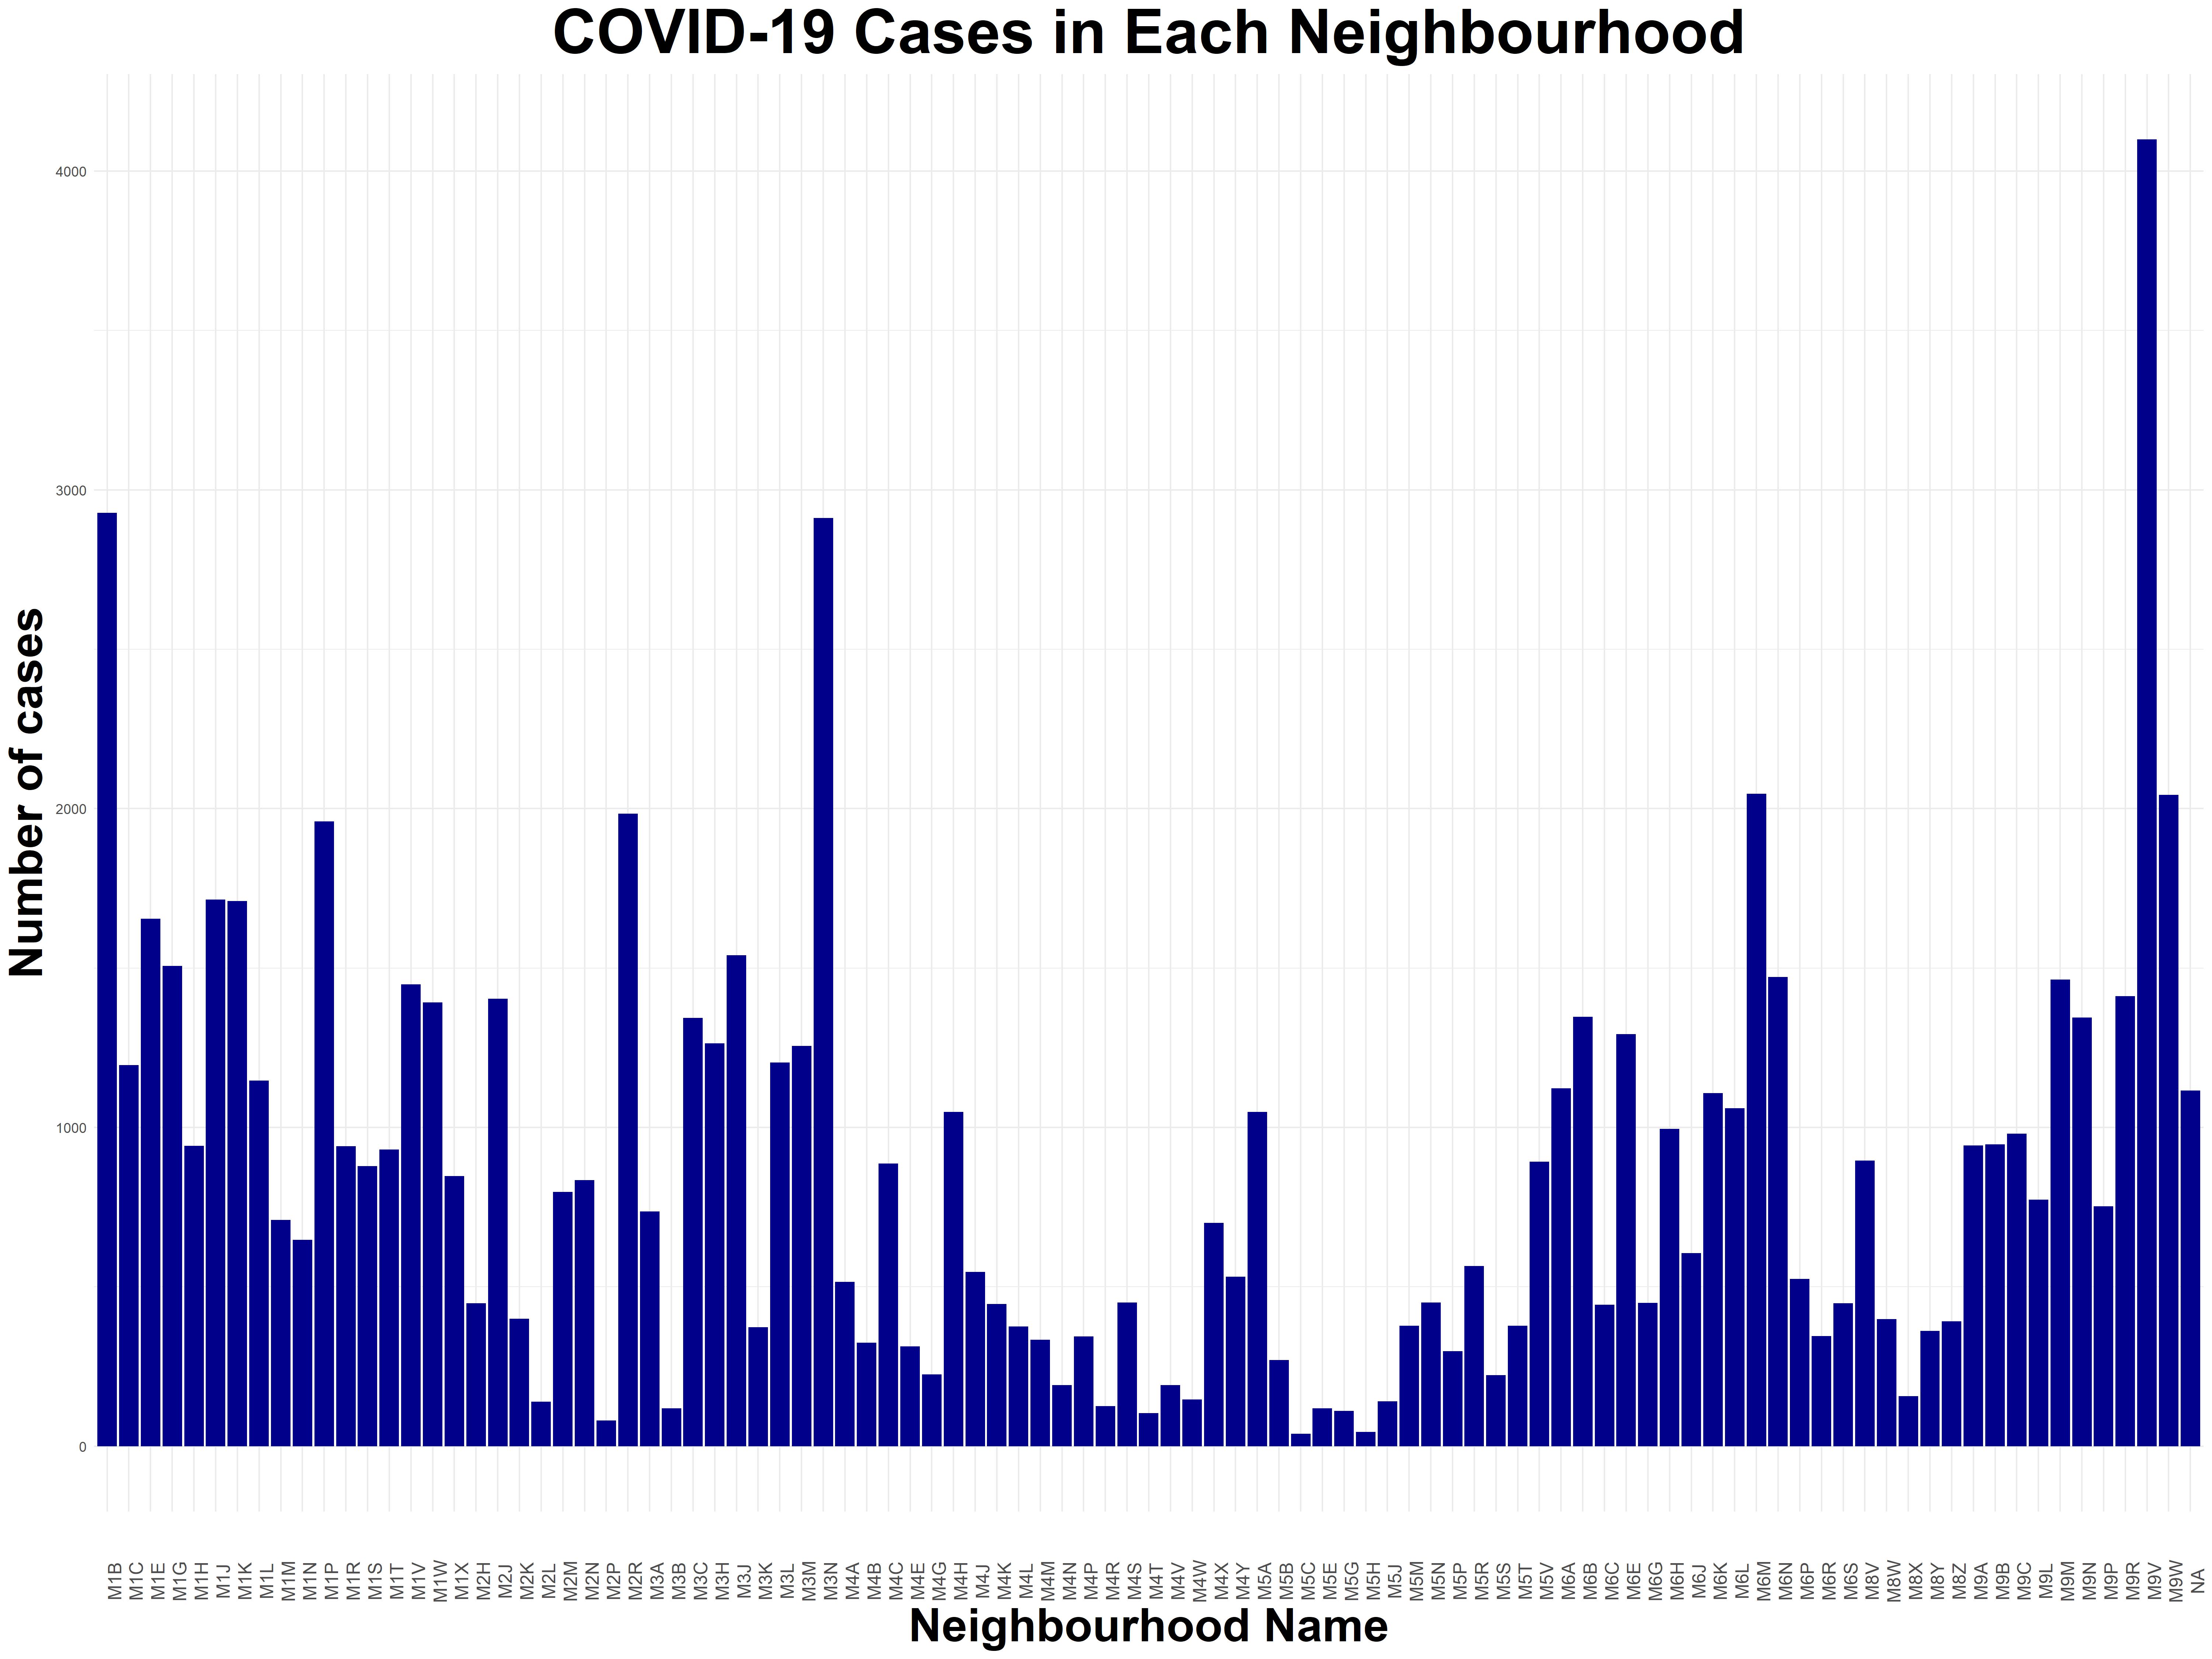 COVID-19 Cases in Each Neighbourhood
Number of cases
4000
3000
2000
1000
0
M1B M1C M1E M1G M1H M1J M1K M1L M1M M1N M1P M1R M1S M1T M1V M1W M1X M2H M2J M2K M2L M2M M2N M2P M2R M3A M3B M3C M3H M3J M3K M3L M3M M3N M4A M4B M4C M4E M4G M4H M4J M4K M4L M4M M4N M4P M4R M4S M4T M4V M4W M4X M4Y M5A M5B M5C M5E M5G M5H M5J M5M M5N M5P M5R M5S M5T M5V M6A M6B M6C M6E M6G M6H M6J M6K M6L M6M M6N M6P M6R M6S M8V M8W M8X M8Y M8Z M9A M9B M9C M9L M9M M9N M9P M9R M9V M9W NA
Neighbourhood Name